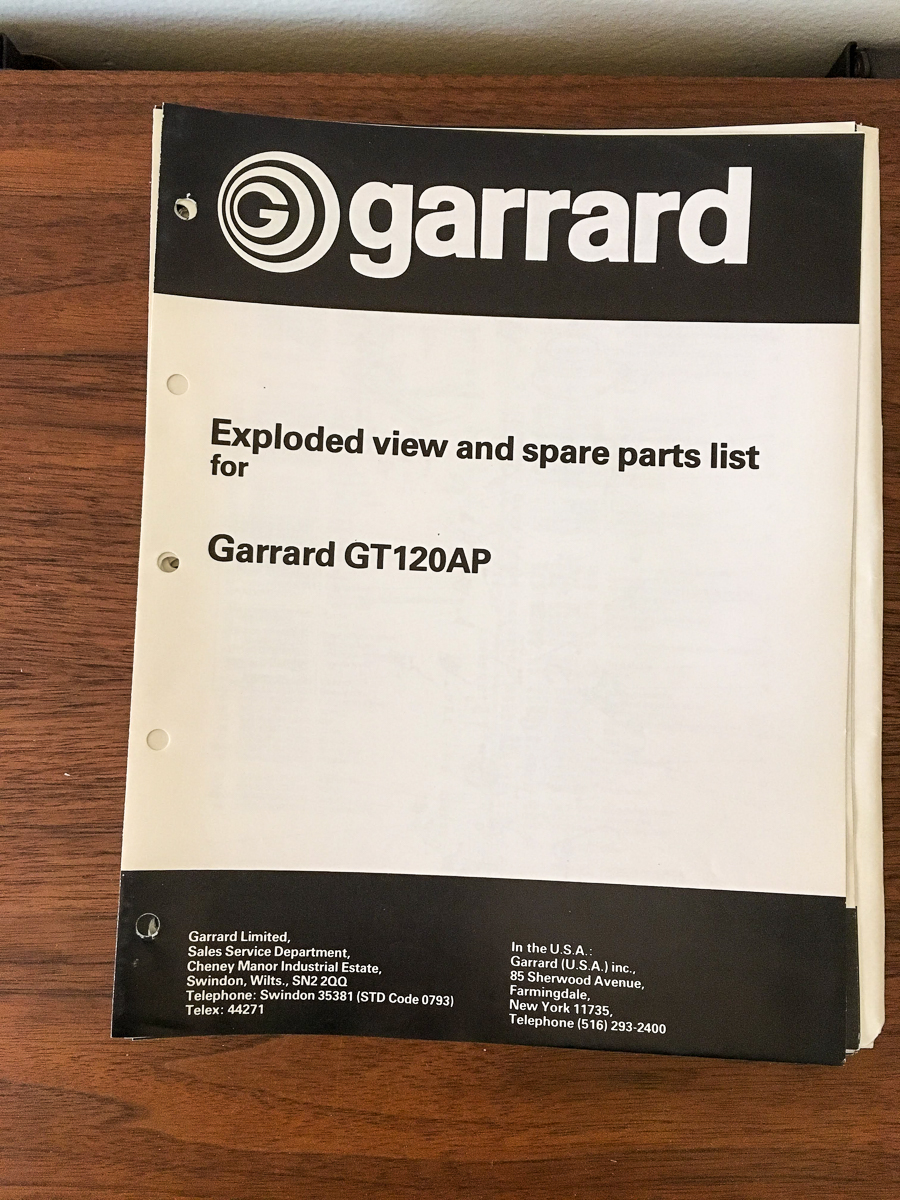 G garrard
Exploded view and spare parts list
for
Garrard GT120AP
Garrard Limited,
Sales Service Department,
Cheney Manor Industrial Estate,
Swindon, Wilts., SN2 2QQ
Telephone: Swindon 35381 (STD Code 0793)
Telex: 44271
In the U.S.A.:
Garrard (U.S.A.) inc.,
85 Sherwood Avenue,
Farmingdale,
New York 11735,
Telephone (516) 293-2400